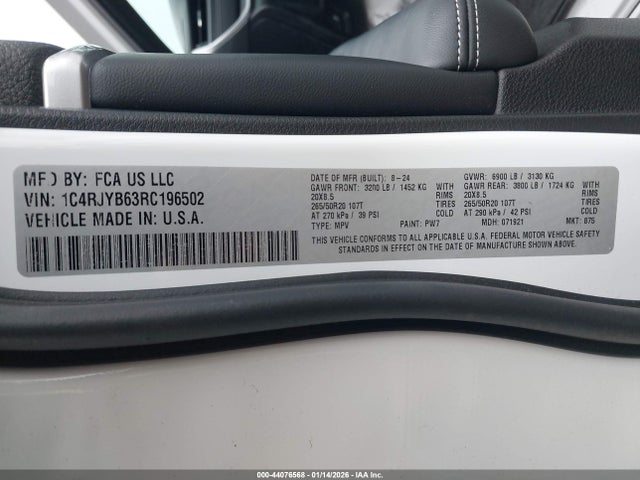 MFD BY: FCA US LLC
VIN: 1C4RJYB63RC196502
VEHICLE MADE IN U.S.A.
DATE OF MFR (BUILT): 8-24
GAWR FRONT: 3200 LB / 1452 KG WITH
20X8.5 RIMS
265/50R20 107T TIRES
AT 270 kPa / 39 PSI
TYPE: MPV PAINT: PW7
GVWR: 6900 LB / 3130 KG
GAWR REAR: 3800 LB / 1724 KG WITH
20X8.5 RIMS
265/50R20 107T TIRES
AT 290 kPa / 42 PSI
MDH: 071921 MKT: 875
THIS VEHICLE CONFORMS TO ALL APPLICABLE U.S.A. FEDERAL MOTOR VEHICLE SAFETY
STANDARDS IN EFFECT ON THE DATE OF MANUFACTURE SHOWN ABOVE.
000-44076568 | 01/14/2026 | IAA Inc.